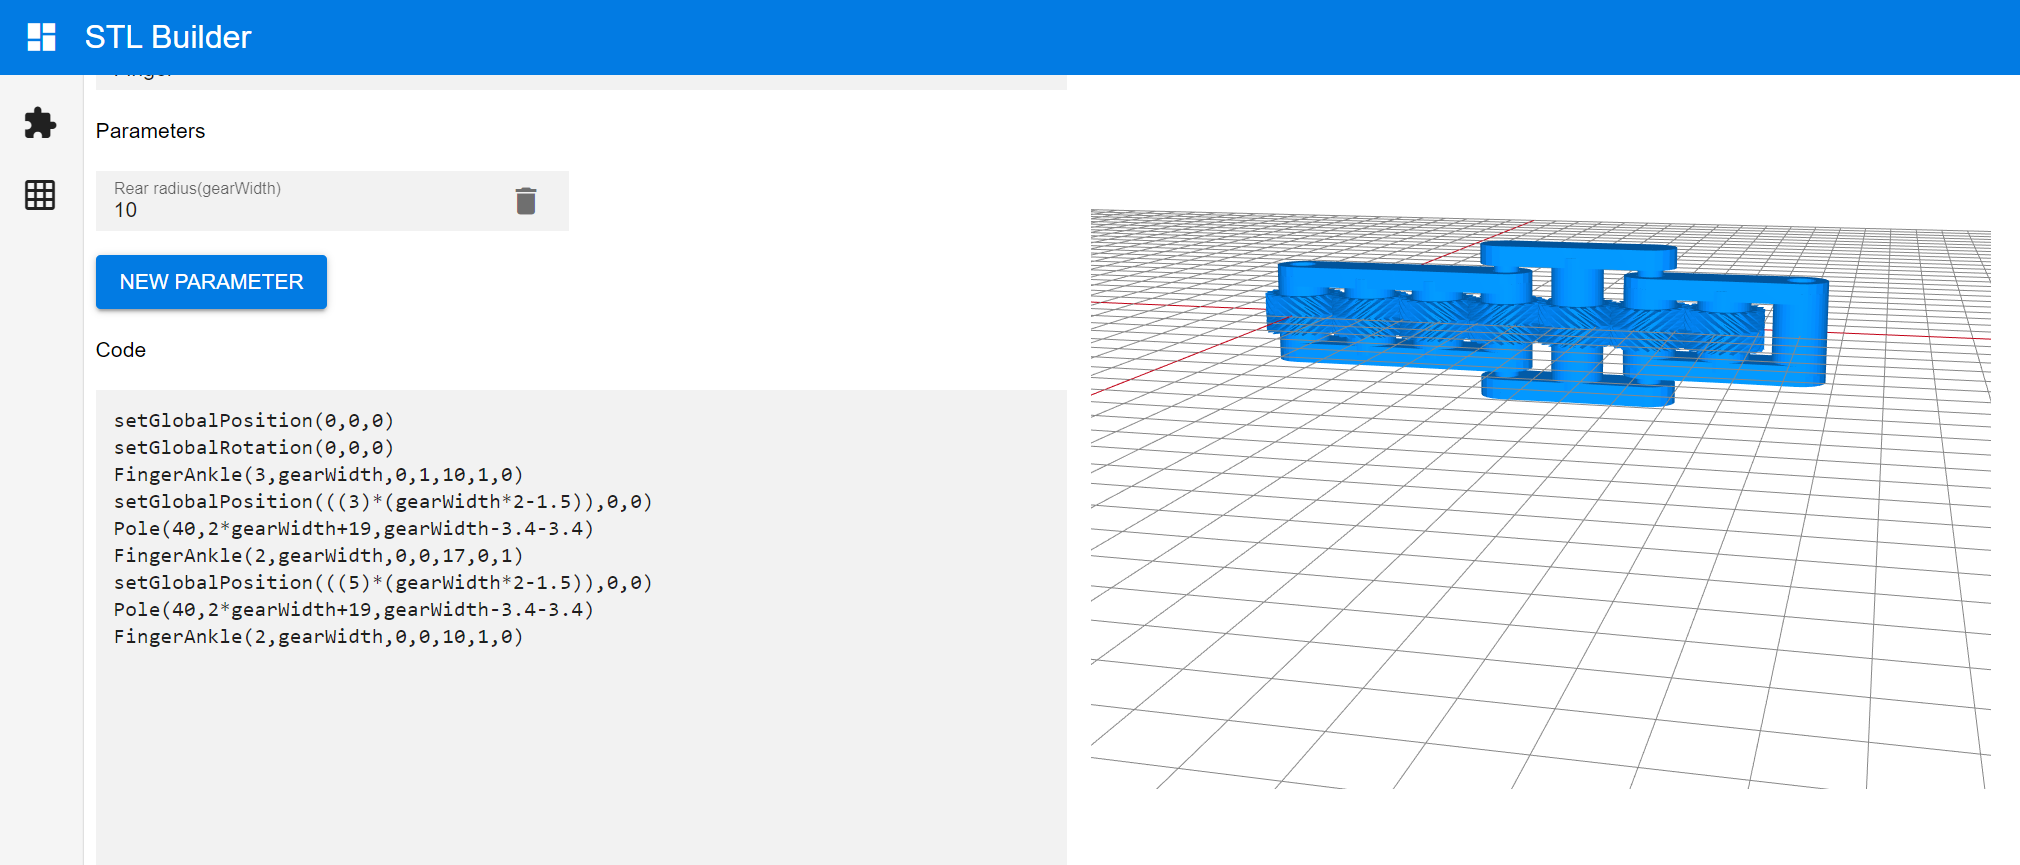 STL Builder
Parameters
Rear radius(gearWidth)
10
NEW PARAMETER
Code
setGlobalPosition(0,0,0)
setGlobalRotation(0,0,0)
FingerAnkle(3,gearWidth,0,1,10,1,0)
setGlobalPosition(((3)*(gearWidth*2-1.5)),0,0)
Pole(40,2*gearWidth+19,gearWidth-3.4-3.4)
FingerAnkle(2,gearWidth,0,0,17,0,1)
setGlobalPosition(((5)*(gearWidth*2-1.5)),0,0)
Pole(40,2*gearWidth+19,gearWidth-3.4-3.4)
FingerAnkle(2,gearWidth,0,0,10,1,0)